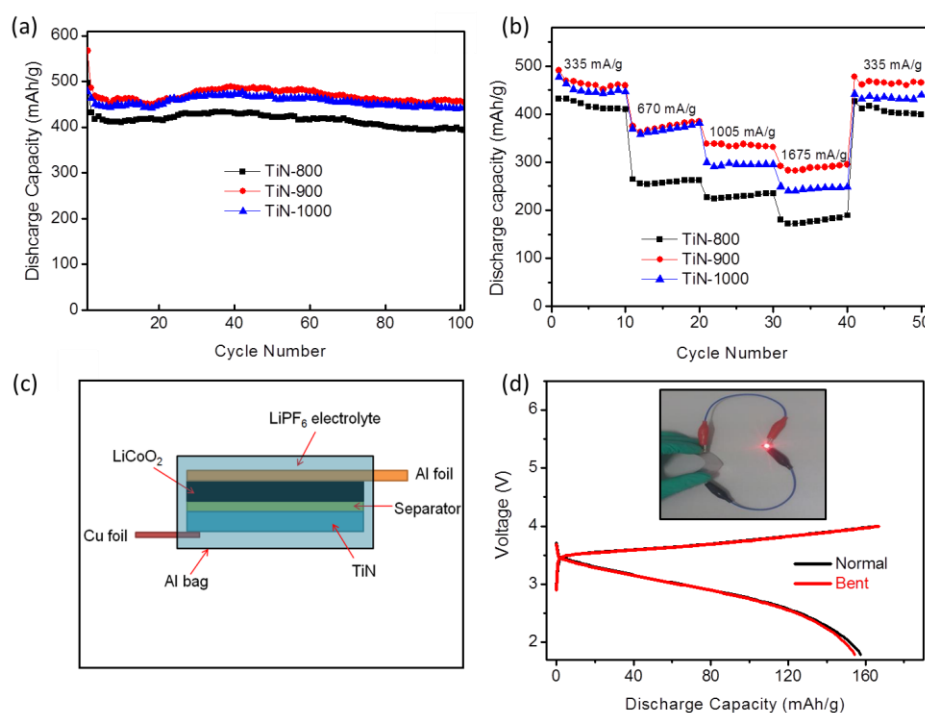 (a)
600
500
400
300
200
100
0
Dishcarge Capacity (mAh/g)
TiN-800
TiN-900
TiN-1000
20
40
60
80
100
Cycle Number
(b)
500
400
300
200
100
0
Discharge capacity (mAh/g)
335 mA/g
670 mA/g
1005 mA/g
1675 mA/g
335 mA/g
TiN-800
TiN-900
TiN-1000
0
10
20
30
40
50
Cycle Number
(c)
LiPF₆ electrolyte
LiCoO₂
Al foil
Separator
Cu foil
TiN
Al bag
(d)
6
5
4
3
2
Voltage (V)
Normal
Bent
0
40
80
120
160
Discharge Capacity (mAh/g)